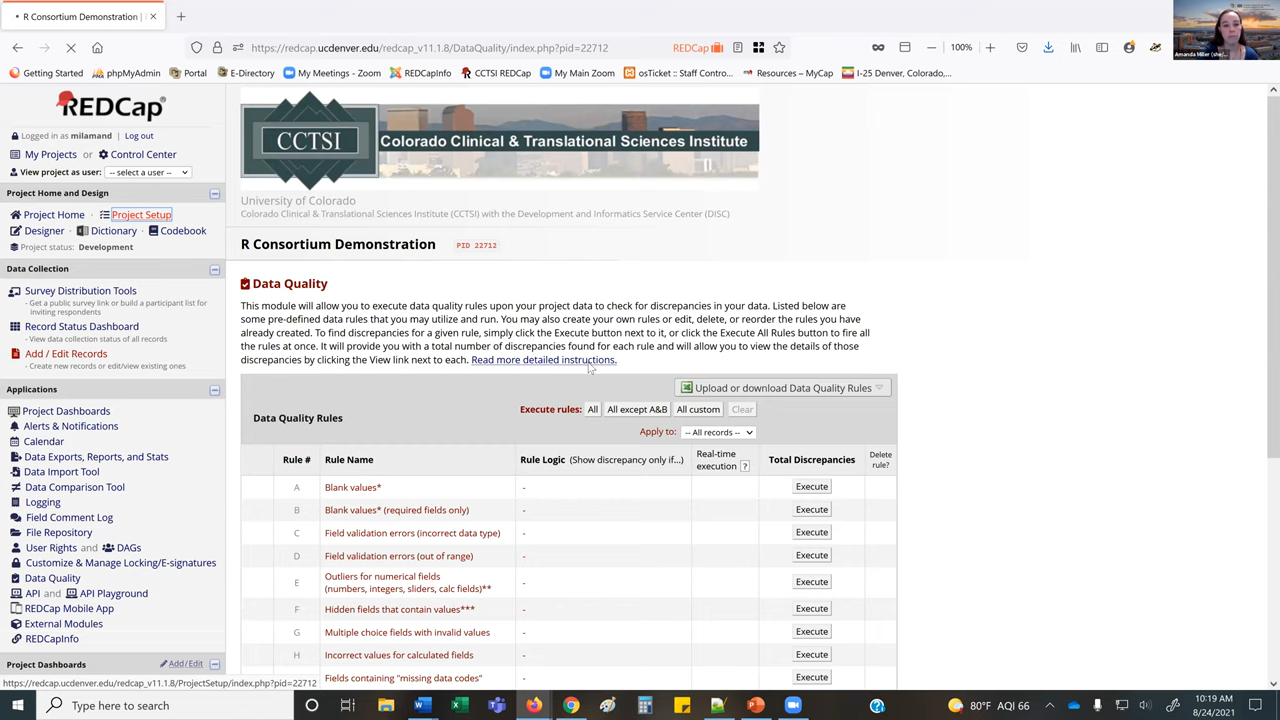 R Consortium Demonstration |
https://redcap.ucdenver.edu/redcap_v11.1.8/DataQuality/index.php?pid=22712
REDCap
100%
Getting Started
phpMyAdmin
Portal
E-Directory
My Meetings - Zoom
REDCapInfo
CCTSI REDCap
My Main Zoom
osTicket :: Staff Contro...
Resources – MyCap
I-25 Denver, Colorado,...
REDCap
Logged in as milamand | Log out
My Projects or Control Center
View project as user: -- select a user --
Project Home and Design
Project Home · Project Setup
Designer · Dictionary · Codebook
Project status: Development
Data Collection
Survey Distribution Tools
- Get a public survey link or build a participant list for
inviting respondents
Record Status Dashboard
- View data collection status of all records
Add / Edit Records
- Create new records or edit/view existing ones
Applications
Project Dashboards
Alerts & Notifications
Calendar
Data Exports, Reports, and Stats
Data Import Tool
Data Comparison Tool
Logging
Field Comment Log
File Repository
User Rights and DAGs
Customize & Manage Locking/E-signatures
Data Quality
API and API Playground
REDCap Mobile App
External Modules
REDCapInfo
Project Dashboards Add/Edit
https://redcap.ucdenver.edu/redcap_v11.1.8/ProjectSetup/index.php?pid=22712
CCTSI
Colorado Clinical & Translational Sciences Institute
University of Colorado
Colorado Clinical & Translational Sciences Institute (CCTSI) with the Development and Informatics Service Center (DISC)
R Consortium Demonstration PID 22712
Data Quality
This module will allow you to execute data quality rules upon your project data to check for discrepancies in your data. Listed below are
some pre-defined data rules that you may utilize and run. You may also create your own rules or edit, delete, or reorder the rules you have
already created. To find discrepancies for a given rule, simply click the Execute button next to it, or click the Execute All Rules button to fire all
the rules at once. It will provide you with a total number of discrepancies found for each rule and will allow you to view the details of those
discrepancies by clicking the View link next to each. Read more detailed instructions.
Upload or download Data Quality Rules
Data Quality Rules
Execute rules: All All except A&B All custom Clear
Apply to: -- All records --
Rule # Rule Name Rule Logic (Show discrepancy only if...) Real-time execution ? Total Discrepancies Delete rule?
A Blank values* - Execute
B Blank values* (required fields only) - Execute
C Field validation errors (incorrect data type) - Execute
D Field validation errors (out of range) - Execute
E Outliers for numerical fields
(numbers, integers, sliders, calc fields)** - Execute
F Hidden fields that contain values*** - Execute
G Multiple choice fields with invalid values - Execute
H Incorrect values for calculated fields - Execute
Fields containing "missing data codes" - Execute
Type here to search
80°F AQI 66
10:19 AM
8/24/2021